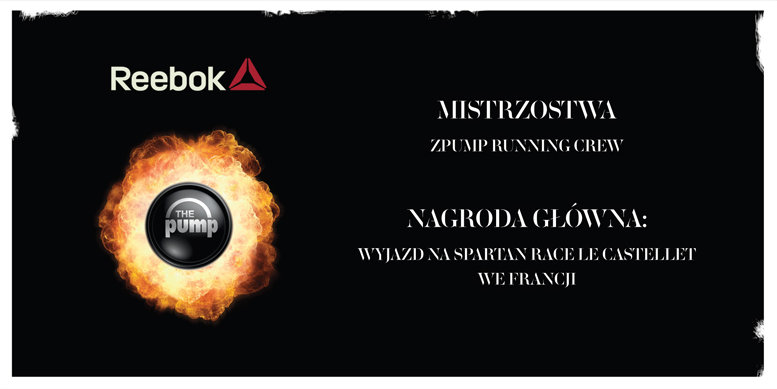 Reebok
THE
pump
MISTRZOSTWA
ZPUMP RUNNING CREW
NAGRODA GŁÓWNA:
WYJAZD NA SPARTAN RACE LE CASTELLET
WE FRANCJI